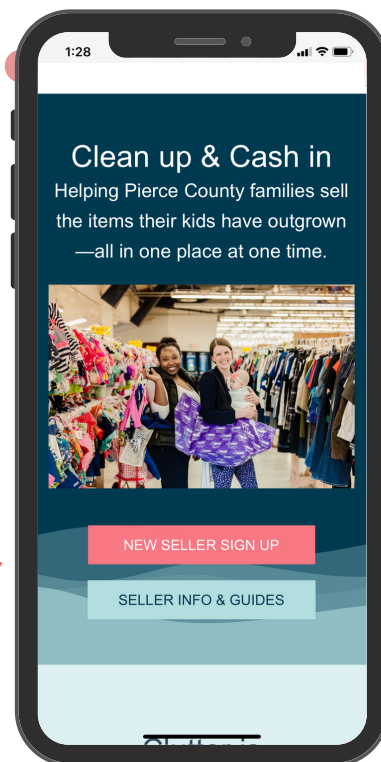 1:28
Clean up & Cash in
Helping Pierce County families sell
the items their kids have outgrown
—all in one place at one time.
NEW SELLER SIGN UP
SELLER INFO & GUIDES